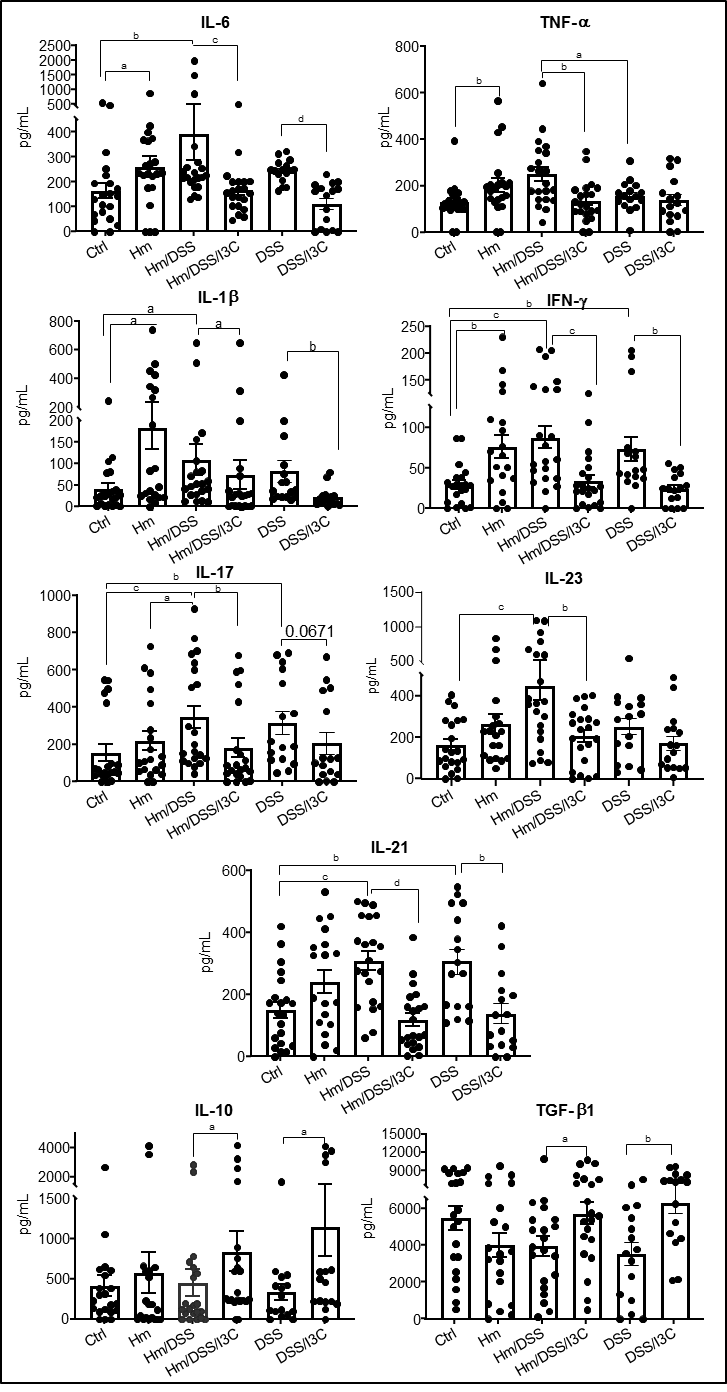 IL-6
b
c
a
d
pg/mL
2500
2000
1500
1000
500
400
300
200
100
0
Ctrl
Hm
Hm/DSS
Hm/DSS/I3C
DSS
DSS/I3C
TNF-α
a
b
b
pg/mL
800
600
400
200
0
Ctrl
Hm
Hm/DSS
Hm/DSS/I3C
DSS
DSS/I3C
IL-1β
a
a
a
b
pg/mL
800
600
400
200
200
150
100
50
0
Ctrl
Hm
Hm/DSS
Hm/DSS/I3C
DSS
DSS/I3C
IFN-γ
b
c
b
c
b
pg/mL
250
200
150
100
50
0
Ctrl
Hm
Hm/DSS
Hm/DSS/I3C
DSS
DSS/I3C
IL-17
b
c
b
a
0.0671
pg/mL
1000
800
600
400
200
0
Ctrl
Hm
Hm/DSS
Hm/DSS/I3C
DSS
DSS/I3C
IL-23
c
b
pg/mL
1500
1000
500
400
200
0
Ctrl
Hm
Hm/DSS
Hm/DSS/I3C
DSS
DSS/I3C
IL-21
b
b
c
d
pg/mL
600
400
200
0
Ctrl
Hm
Hm/DSS
Hm/DSS/I3C
DSS
DSS/I3C
IL-10
a
a
pg/mL
4000
2000
1500
1000
500
0
Ctrl
Hm
Hm/DSS
Hm/DSS/I3C
DSS
DSS/I3C
TGF-β1
a
b
pg/mL
15000
12000
9000
6000
4000
2000
0
Ctrl
Hm
Hm/DSS
Hm/DSS/I3C
DSS
DSS/I3C